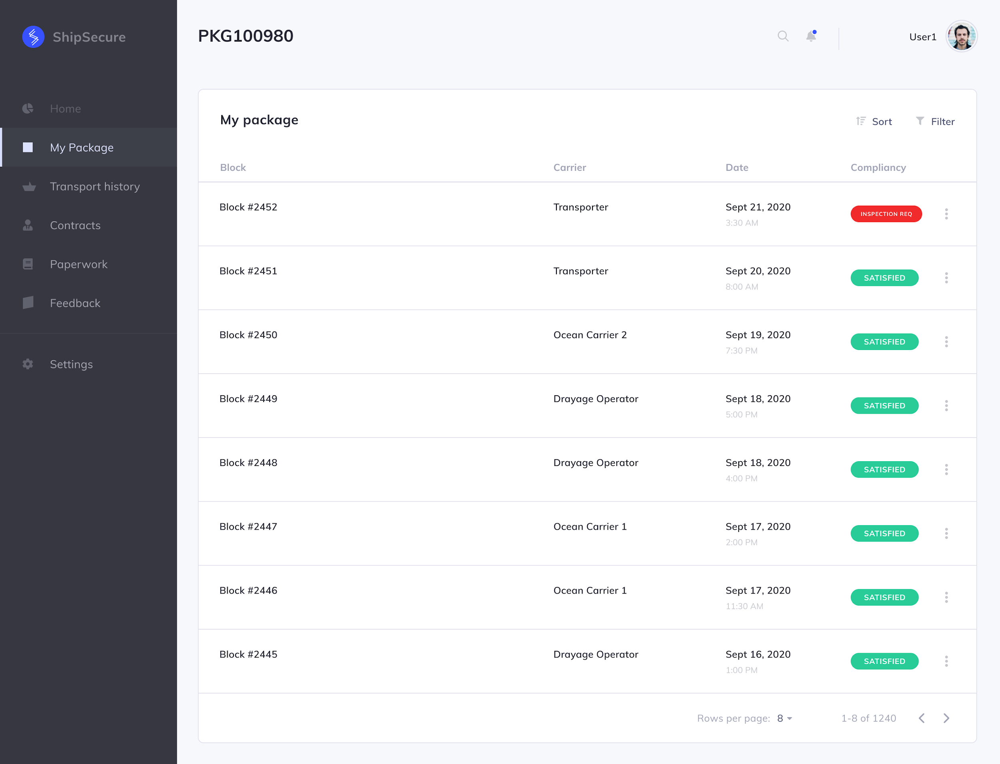 ShipSecure
PKG100980
User1
Home
My Package
Transport history
Contracts
Paperwork
Feedback
Settings
My package
Sort Filter
Block Carrier Date Compliancy
Block #2452 Transporter Sept 21, 2020
3:30 AM
INSPECTION REQ
Block #2451 Transporter Sept 20, 2020
8:00 AM
SATISFIED
Block #2450 Ocean Carrier 2 Sept 19, 2020
7:30 PM
SATISFIED
Block #2449 Drayage Operator Sept 18, 2020
5:00 PM
SATISFIED
Block #2448 Drayage Operator Sept 18, 2020
4:00 PM
SATISFIED
Block #2447 Ocean Carrier 1 Sept 17, 2020
2:00 PM
SATISFIED
Block #2446 Ocean Carrier 1 Sept 17, 2020
11:30 AM
SATISFIED
Block #2445 Drayage Operator Sept 16, 2020
1:00 PM
SATISFIED
Rows per page: 8 1-8 of 1240